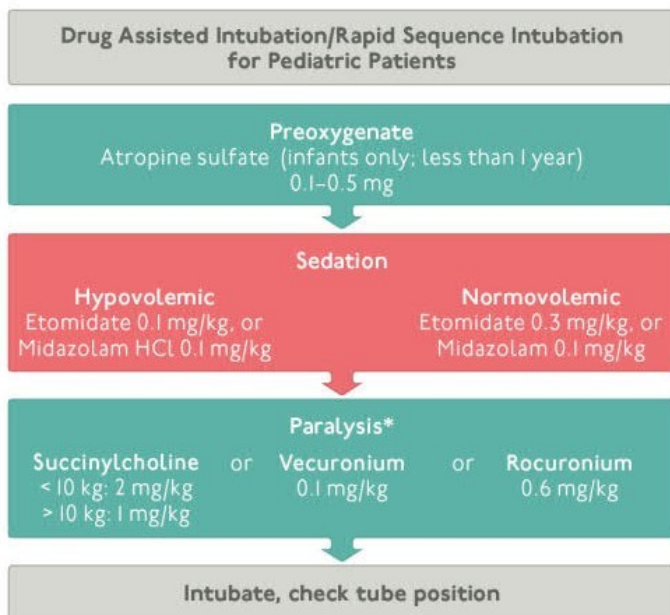 Drug Assisted Intubation/Rapid Sequence Intubation
for Pediatric Patients
Preoxygenate
Atropine sulfate (infants only; less than 1 year)
0.1–0.5 mg
Sedation
Hypovolemic
Etomidate 0.1 mg/kg, or
Midazolam HCl 0.1 mg/kg
Normovolemic
Etomidate 0.3 mg/kg, or
Midazolam 0.1 mg/kg
Paralysis*
Succinylcholine or Vecuronium or Rocuronium
< 10 kg: 2 mg/kg 0.1 mg/kg 0.6 mg/kg
> 10 kg: 1 mg/kg
Intubate, check tube position